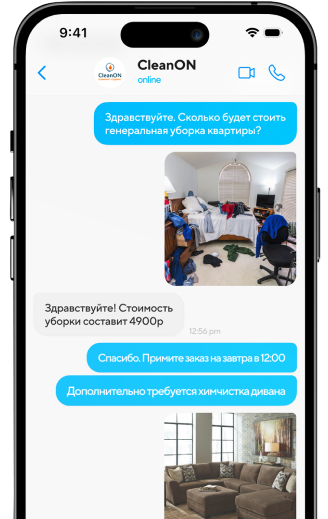 9:41
CleanON
CleanON
online
Здравствуйте. Сколько будет стоить
генеральная уборка квартиры?
Здравствуйте! Стоимость
уборки составит 4900р
12:56 pm
Спасибо. Примите заказ на завтра в 12:00
Дополнительно требуется химчистка дивана